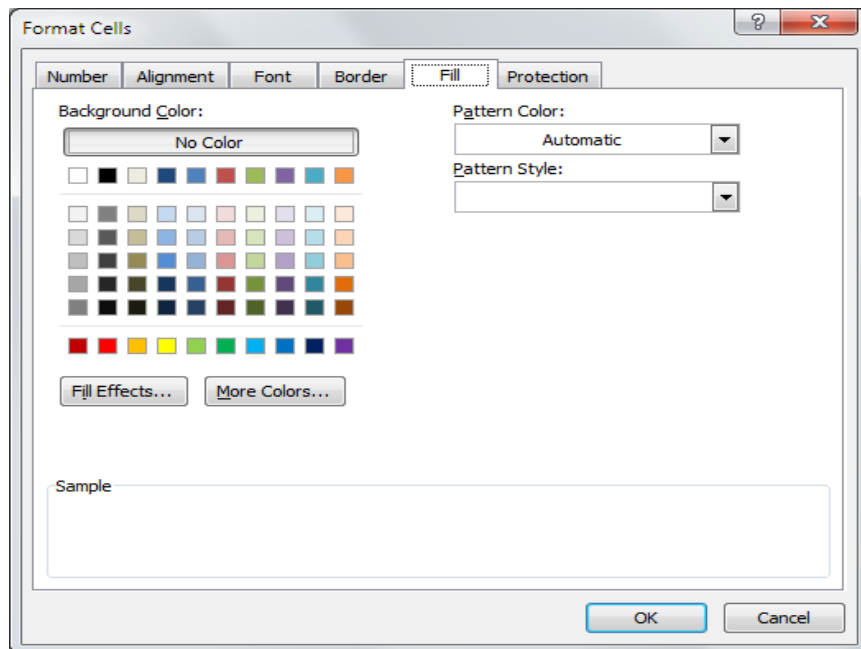 Format Cells
?
Number Alignment Font Border Fill Protection
Background Color:
No Color
Pattern Color:
Automatic
Pattern Style:
Fill Effects...
More Colors...
Sample
OK
Cancel